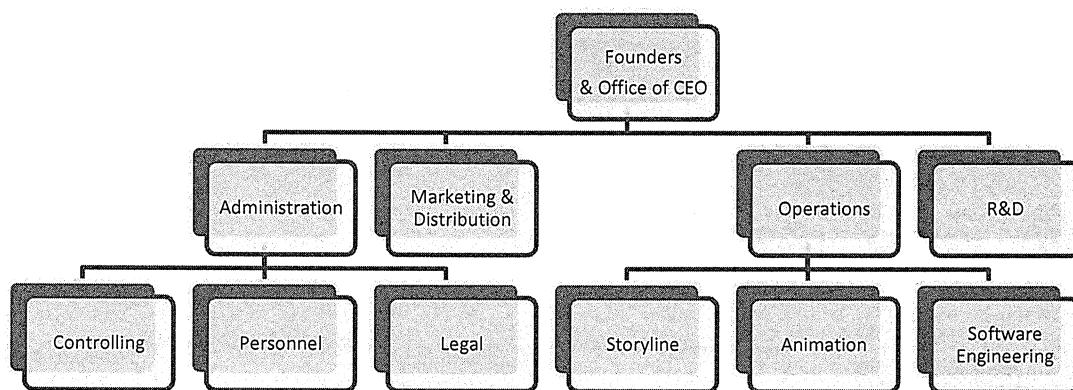 Founders
& Office of CEO
Administration
Marketing &
Distribution
Operations
R&D
Controlling
Personnel
Legal
Storyline
Animation
Software
Engineering